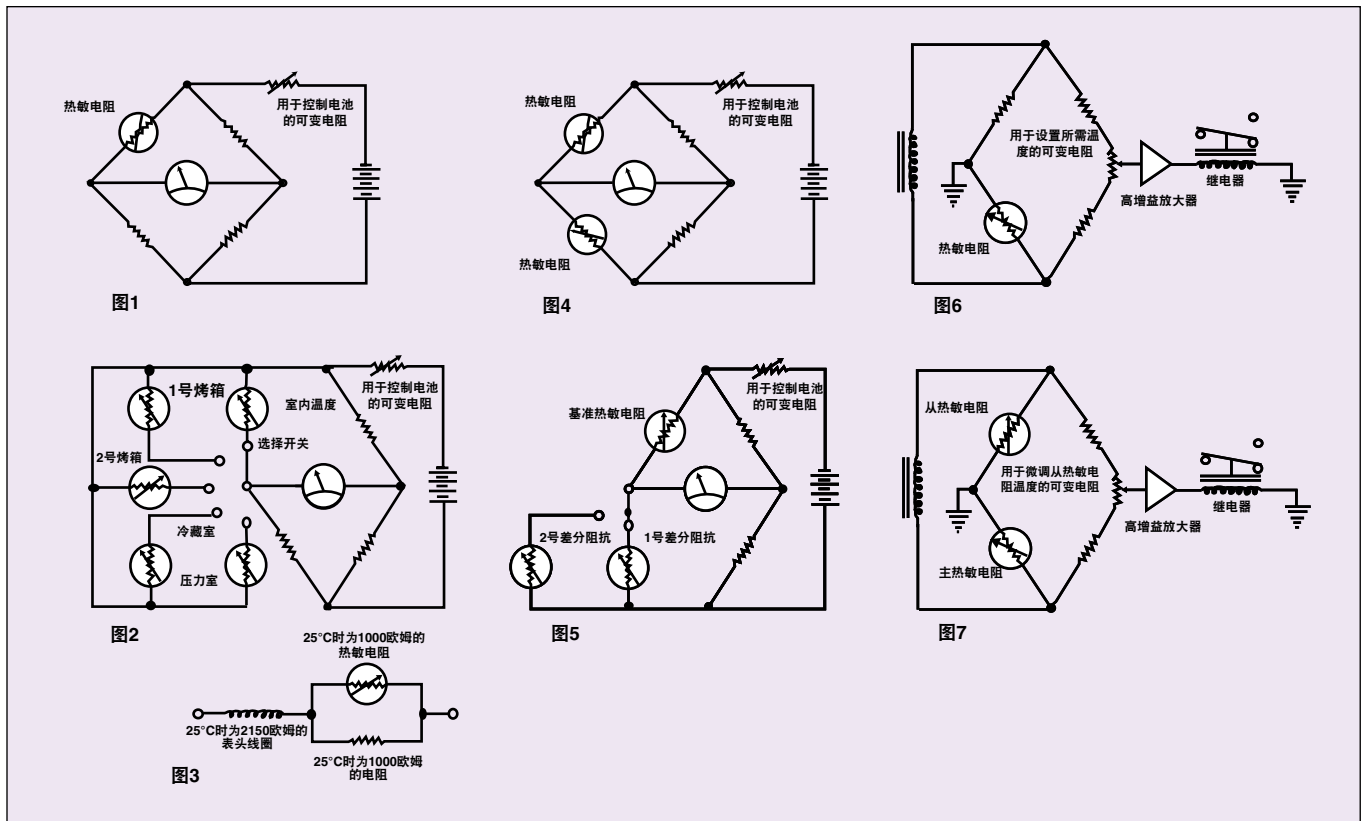 热敏电阻
用于控制电池
的可变电阻
图1
热敏电阻
用于控制电池
的可变电阻
热敏电阻
图4
用于设置所需温
度的可变电阻
高增益放大器
继电器
热敏电阻
图6
1号烤箱
室内温度
用于控制电池
的可变电阻
选择开关
2号烤箱
冷藏室
压力室
图2
基准热敏电阻
用于控制电池
的可变电阻
2号差分阻抗
1号差分阻抗
图5
从热敏电阻
用于微调从热敏电
阻温度的可变电阻
高增益放大器
继电器
主热敏电阻
图7
25°C时为1000欧姆的
热敏电阻
25°C时为2150欧姆的
表头线圈
25°C时为1000欧姆
的电阻
图3